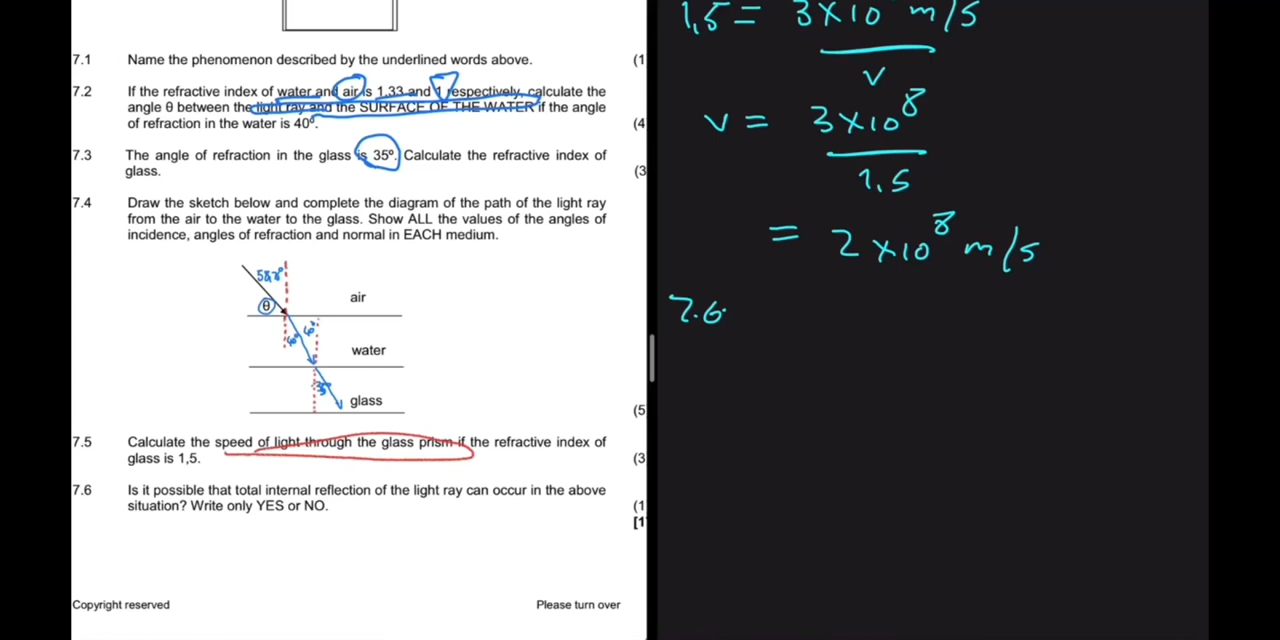 7.1 Name the phenomenon described by the underlined words above. (1
7.2 If the refractive index of water and air is 1,33 and 1 respectively, calculate the
angle θ between the light ray and the SURFACE OF THE WATER if the angle
of refraction in the water is 40⁰. (4
7.3 The angle of refraction in the glass is 35⁰. Calculate the refractive index of
glass. (3
7.4 Draw the sketch below and complete the diagram of the path of the light ray
from the air to the water to the glass. Show ALL the values of the angles of
incidence, angles of refraction and normal in EACH medium.
θ
air
40°
water
35°
glass
(5
7.5 Calculate the speed of light through the glass prism if the refractive index of
glass is 1,5. (3
7.6 Is it possible that total internal reflection of the light ray can occur in the above
situation? Write only YES or NO. (1
[1
Copyright reserved Please turn over
1,5 = 3×10 m/s
v
v = 3×10⁸
1.5
= 2×10⁸ m/s
7.6.